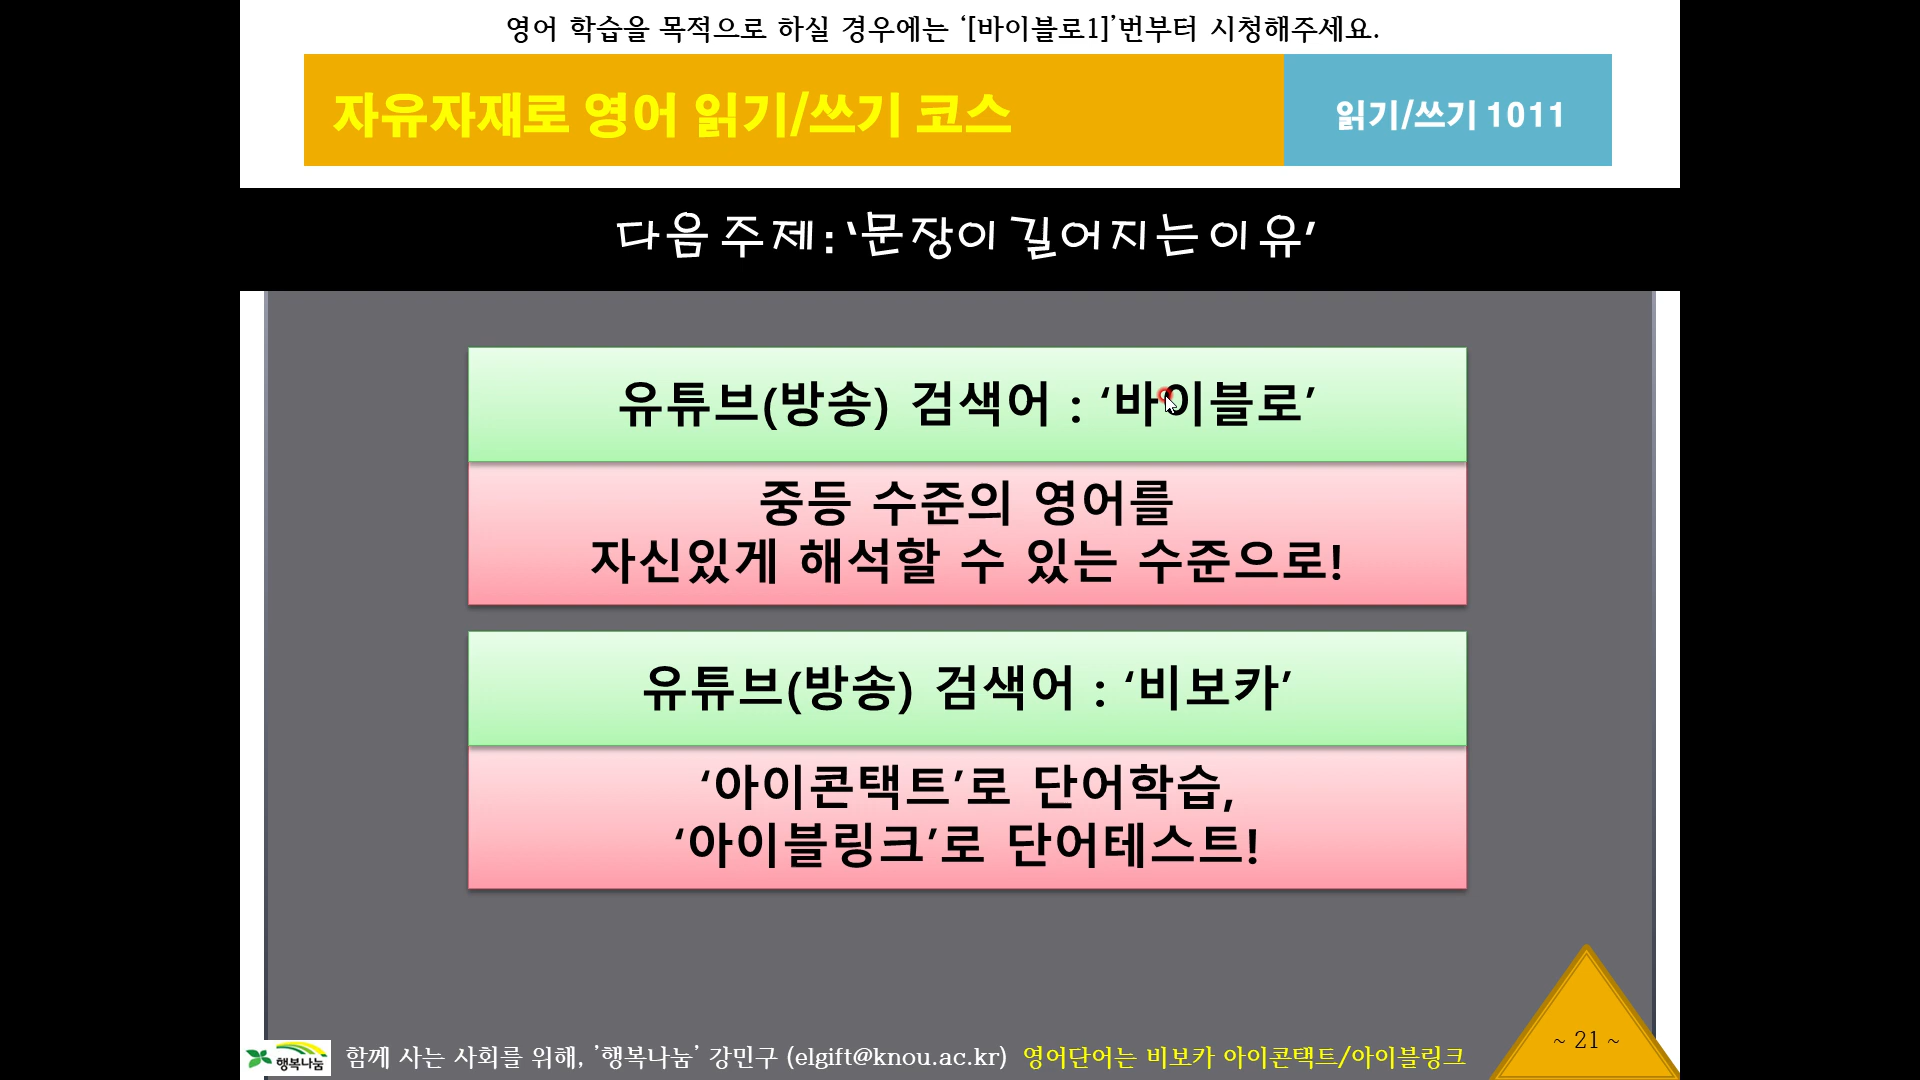 영어 학습을 목적으로 하실 경우에는 ‘[바이블로1]’번부터 시청해주세요.
자유자재로 영어 읽기/쓰기 코스
읽기/쓰기 1011
다음 주제 : ‘문장이 길어지는 이유’
유튜브(방송) 검색어 : ‘바이블로’
중등 수준의 영어를
자신있게 해석할 수 있는 수준으로!
유튜브(방송) 검색어 : ‘비보카’
‘아이콘택트’로 단어학습,
‘아이블링크’로 단어테스트!
~ 21 ~
행복나눔
함께 사는 사회를 위해, ’행복나눔’ 강민구 (elgift@knou.ac.kr) 영어단어는 비보카 아이콘택트/아이블링크